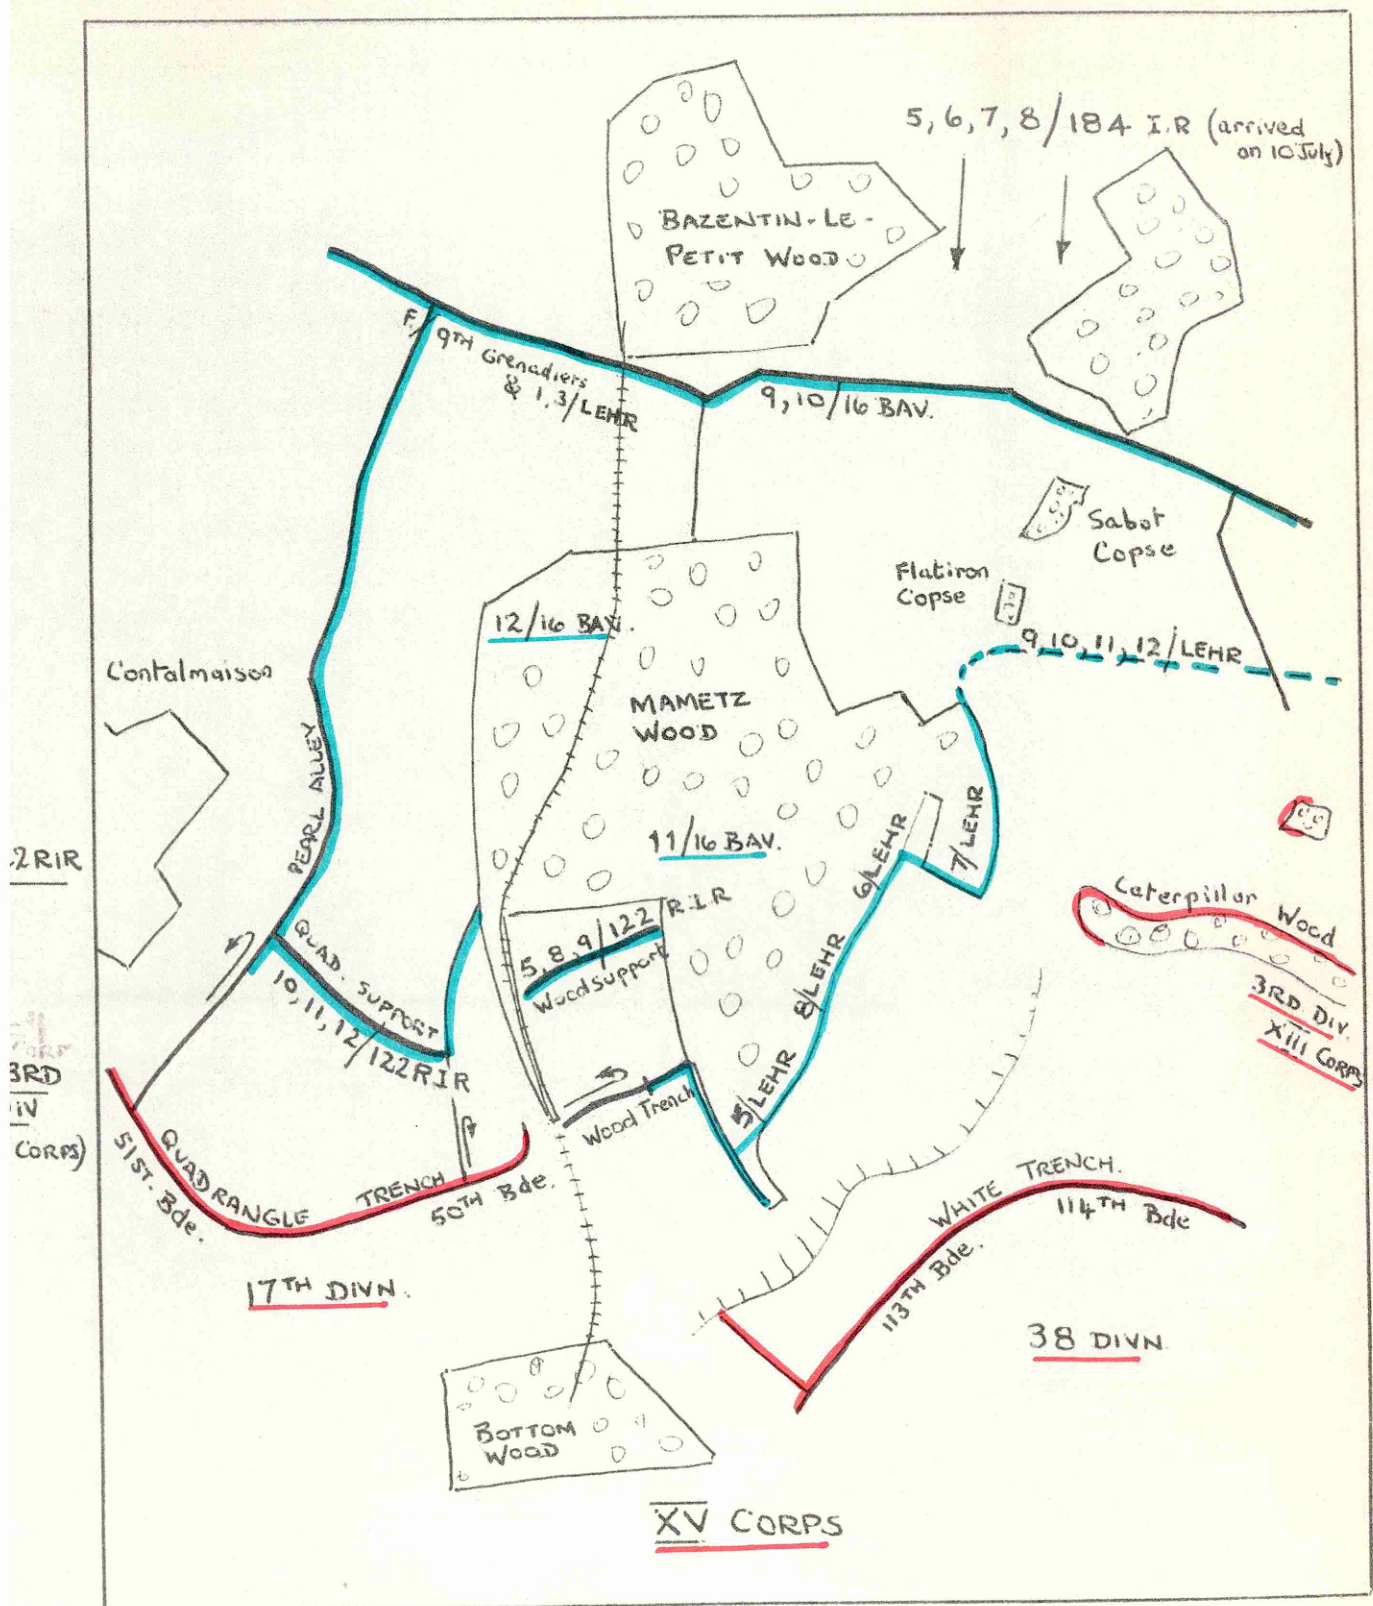 5, 6, 7, 8/184 I.R (arrived
on 10 July)
BAZENTIN-LE-
PETIT WOOD
F/9TH Grenadiers
& 1, 3/LEHR
9, 10/16 BAV.
Sabot
Copse
Flatiron
Copse
12/16 BAV.
9, 10, 11, 12/LEHR
Contalmaison
MAMETZ
WOOD
PEARL ALLEY
11/16 BAV.
6/LEHR
7/LEHR
2 RIR
Caterpillar Wood
QUAD. SUPPORT
10, 11, 12/122 RIR
5, 8, 9/122 R.I.R
Wood support
8/LEHR
3RD. DIV.
XIII CORPS
3RD
IV
CORPS)
5/LEHR
Wood Trench
QUADRANGLE TRENCH
51ST. Bde.
50TH Bde.
WHITE TRENCH.
114TH Bde
113TH Bde.
17TH DIVN.
38 DIVN.
BOTTOM
WOOD
XV CORPS